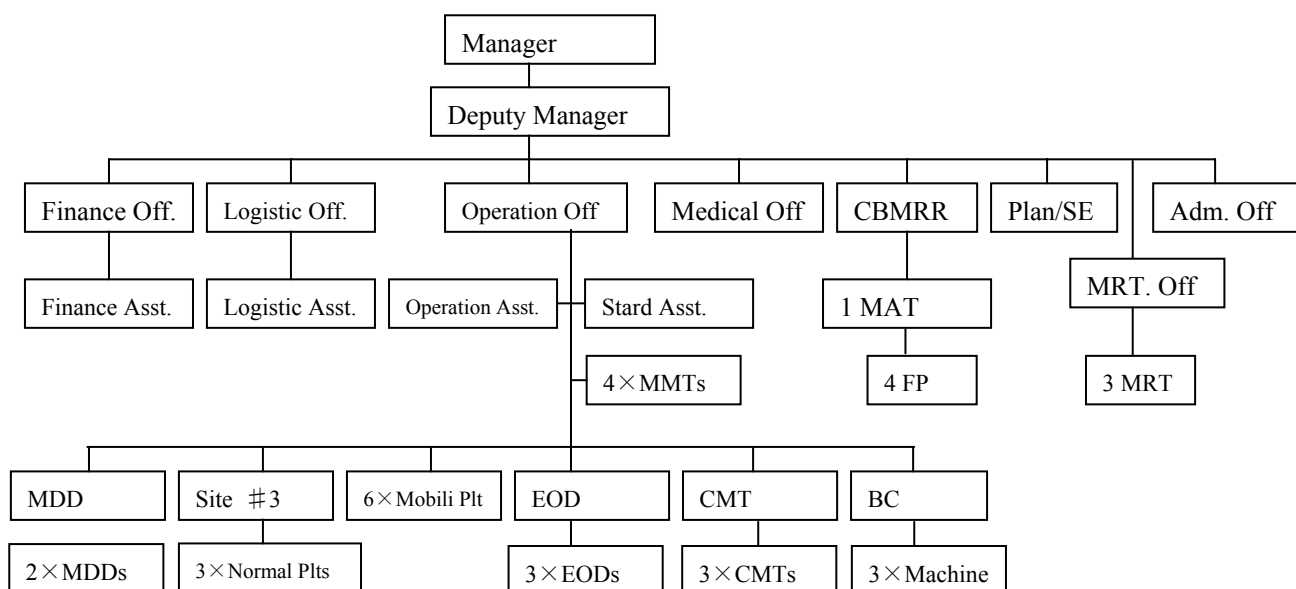 Manager
Deputy Manager
Finance Off.
Logistic Off.
Operation Off
Medical Off
CBMRR
Plan/SE
Adm. Off
MRT. Off
Finance Asst.
Logistic Asst.
Operation Asst.
Stard Asst.
1 MAT
4×MMTs
4 FP
3 MRT
MDD
Site #3
6×Mobili Plt
EOD
CMT
BC
2×MDDs
3×Normal Plts
3×EODs
3×CMTs
3×Machine